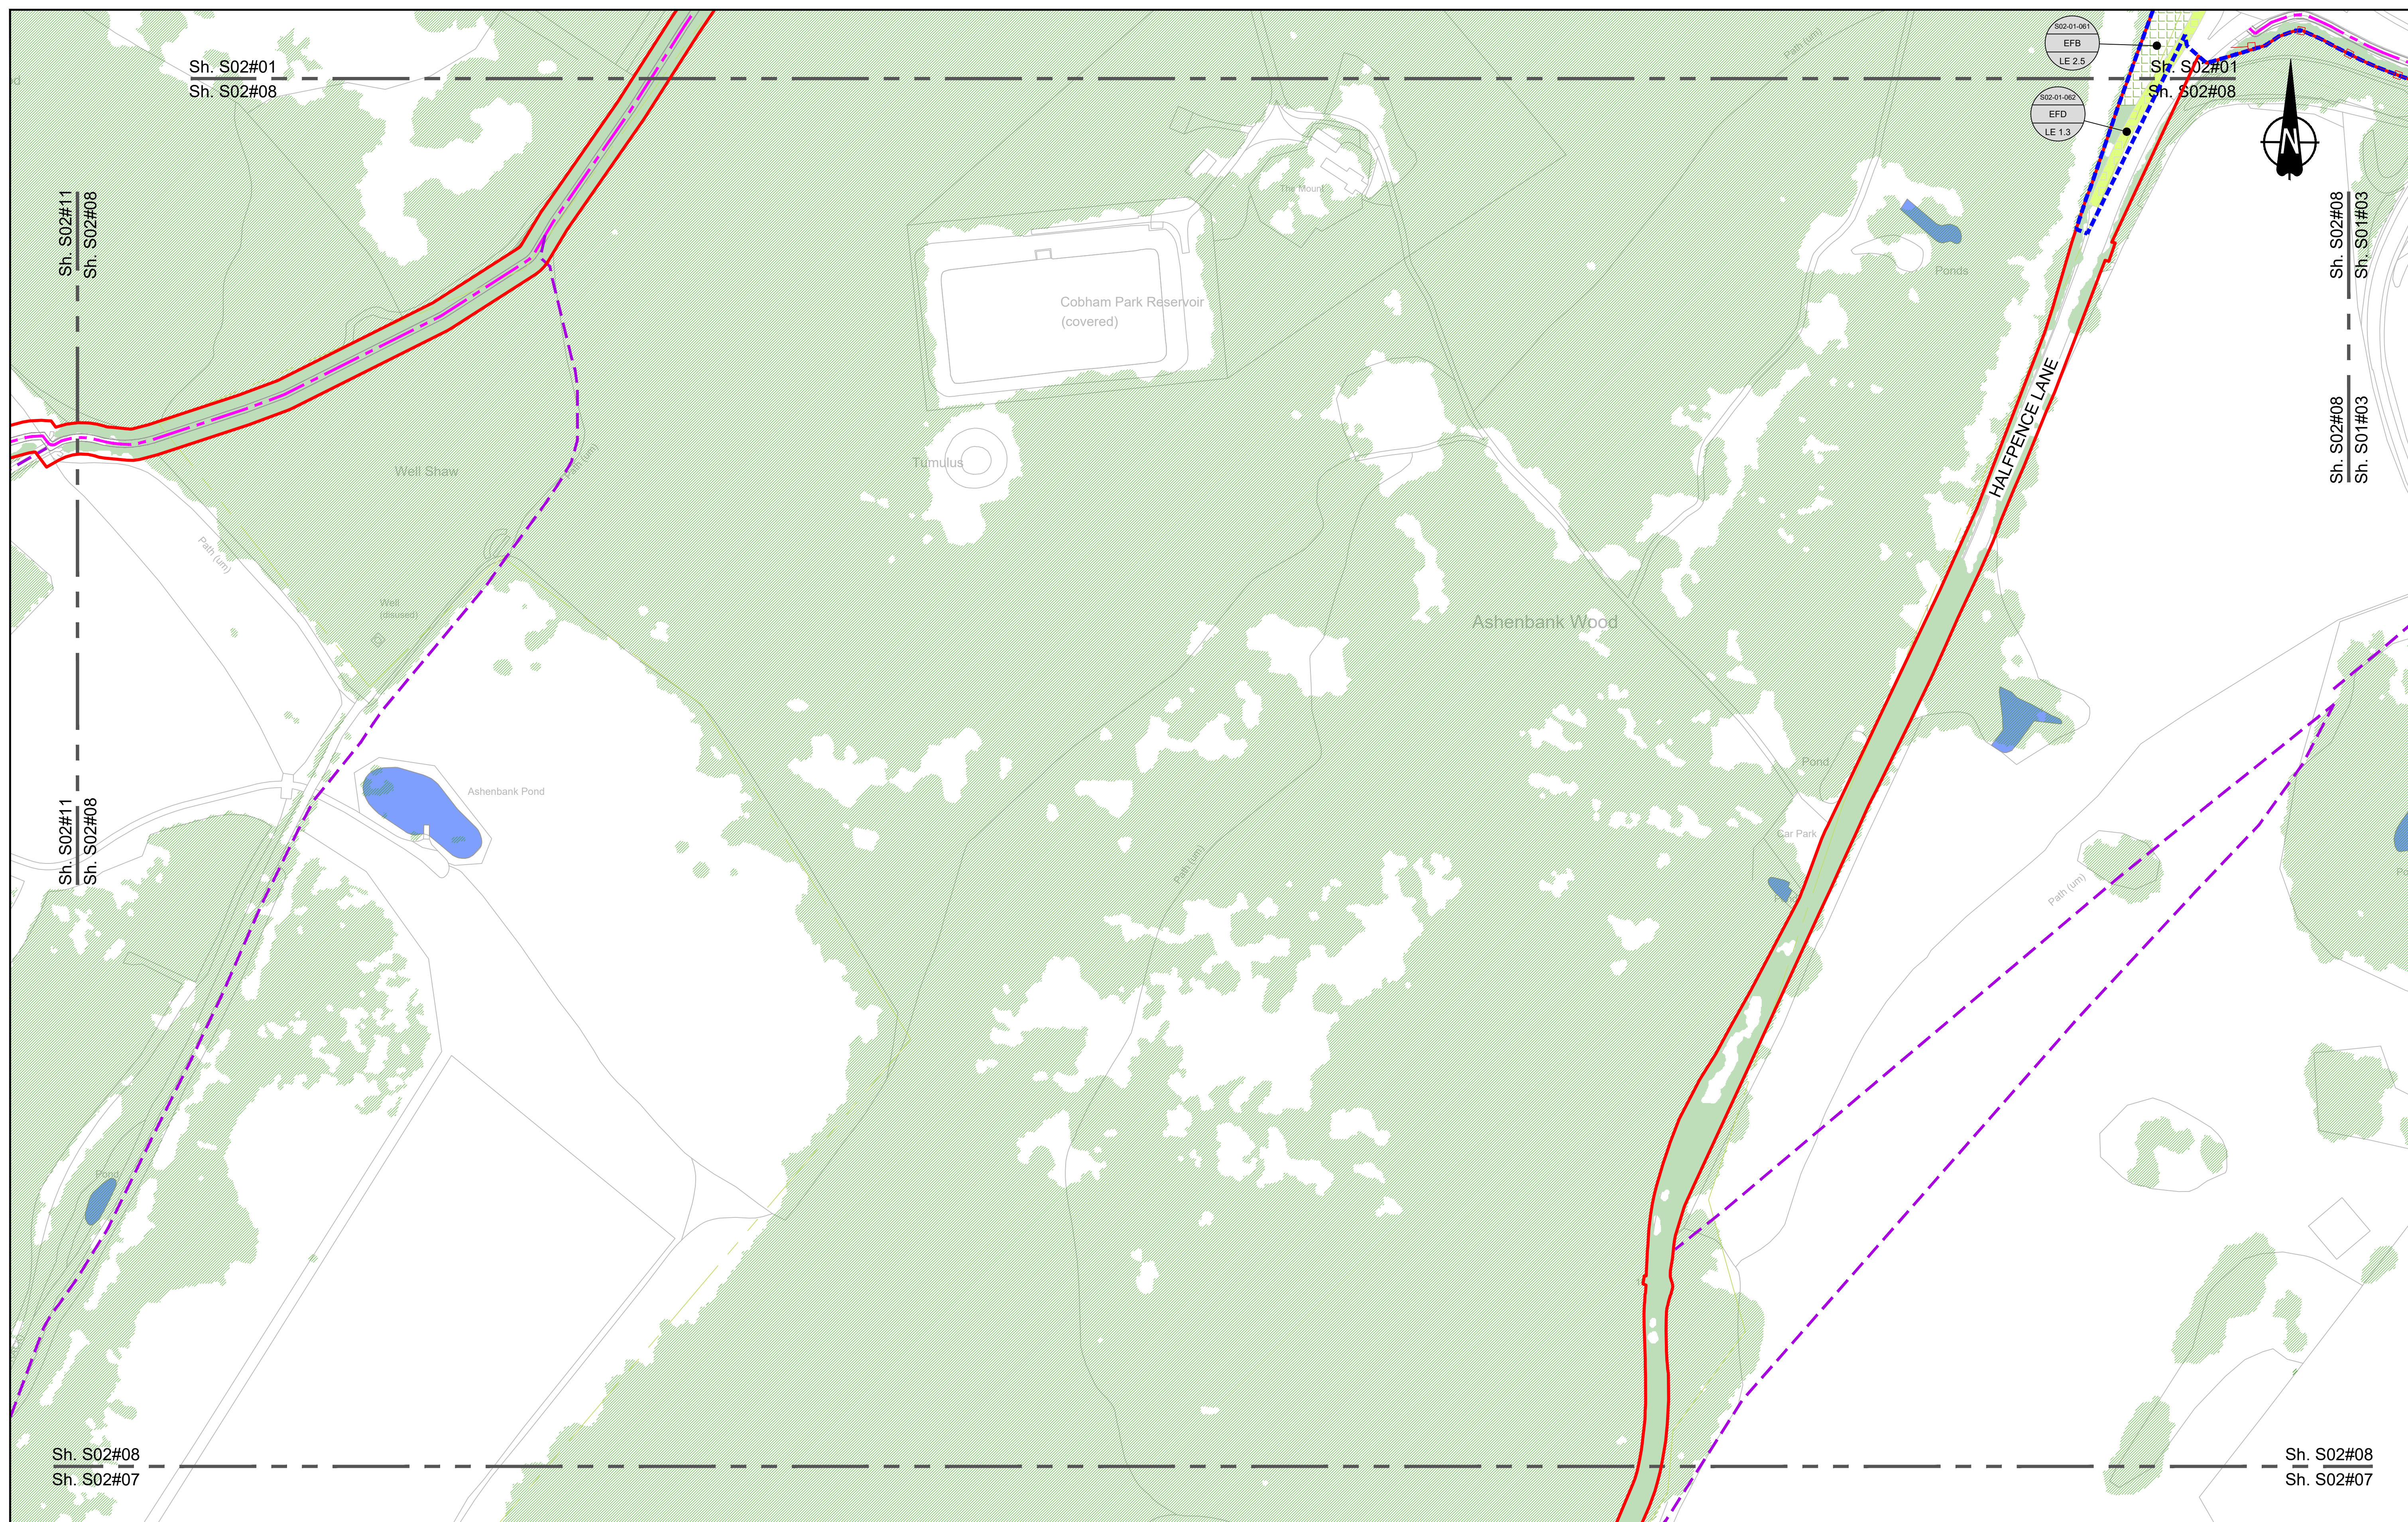 S02-01-061
EFB
LE 2.5
Sh. S02#01
Sh. S02#08
Sh. S02#01
Sh. S02#08
S02-01-062
EFD
LE 1.3
N
Path (um)
Sh. S02#11
Sh. S02#08
The Mount
Sh. S02#08
Sh. S01#03
Ponds
Cobham Park Reservoir
(covered)
HALFPENCE LANE
Sh. S02#08
Sh. S01#03
Well Shaw
Path (um)
Tumulus
Path (um)
Well
(disused)
Ashenbank Wood
Pond
Ashenbank Pond
Sh. S02#11
Sh. S02#08
Car Park
Path (um)
Path (um)
Pond
Pond
Sh. S02#08
Sh. S02#07
Sh. S02#08
Sh. S02#07